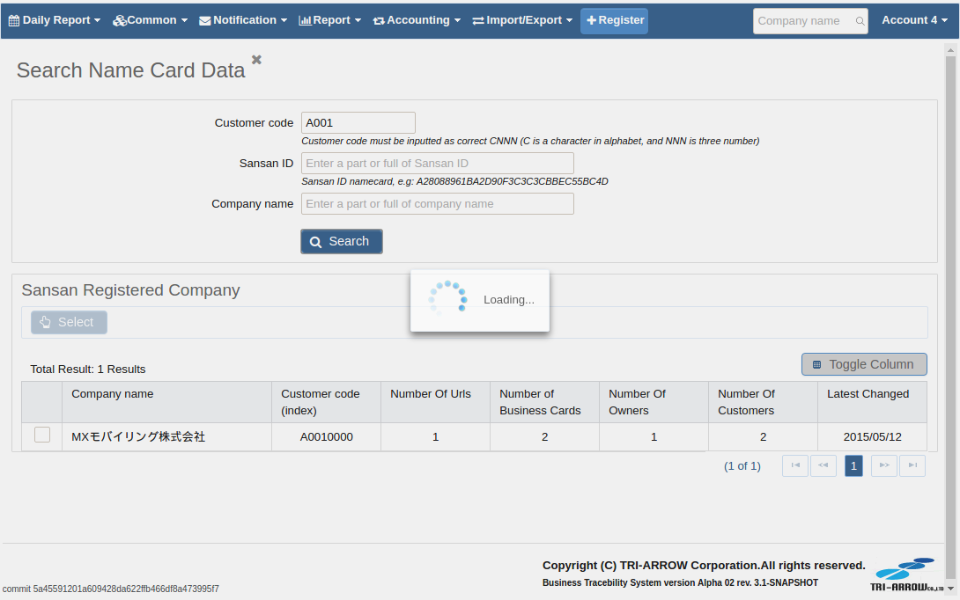 Daily Report Common Notification Report Accounting Import/Export Register Company name Account 4
Search Name Card Data
Customer code A001
Customer code must be inputted as correct CNNN (C is a character in alphabet, and NNN is three number)
Sansan ID Enter a part or full of Sansan ID
Sansan ID namecard, e.g: A28088961BA2D90F3C3C3CBBEC55BC4D
Company name Enter a part or full of company name
Search
Sansan Registered Company
Loading...
Select
Total Result: 1 Results
Toggle Column
Company name Customer code (index) Number Of Urls Number of Business Cards Number Of Owners Number Of Customers Latest Changed
MXモバイリング株式会社 A0010000 1 2 1 2 2015/05/12
(1 of 1) 1
Copyright (C) TRI-ARROW Corporation.All rights reserved.
Business Tracebility System version Alpha 02 rev. 3.1-SNAPSHOT
TRI-ARROW
commit 5a45591201a609428da622ffb466df8a473995f7